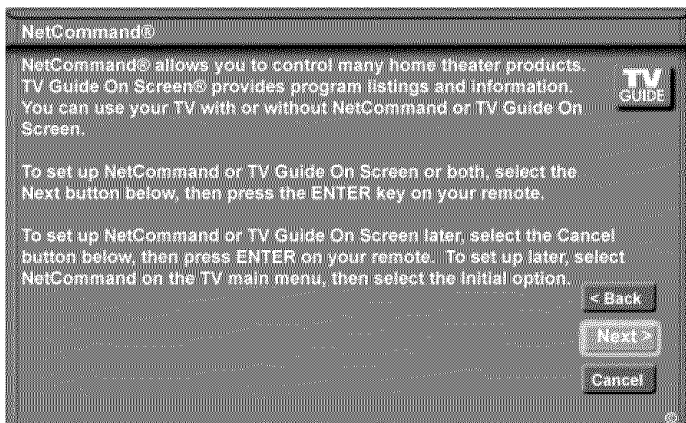 NetCommand®
NetCommand® allows you to control many home theater products.
TV Guide On Screen® provides program listings and information.
You can use your TV with or without NetCommand or TV Guide On
Screen.
TV
GUIDE
To set up NetCommand or TV Guide On Screen or both, select the
Next button below, then press the ENTER key on your remote.
To set up NetCommand or TV Guide On Screen later, select the Cancel
button below, then press ENTER on your remote. To set up later, select
NetCommand on the TV main menu, then select the Initial option.
< Back
Next >
Cancel